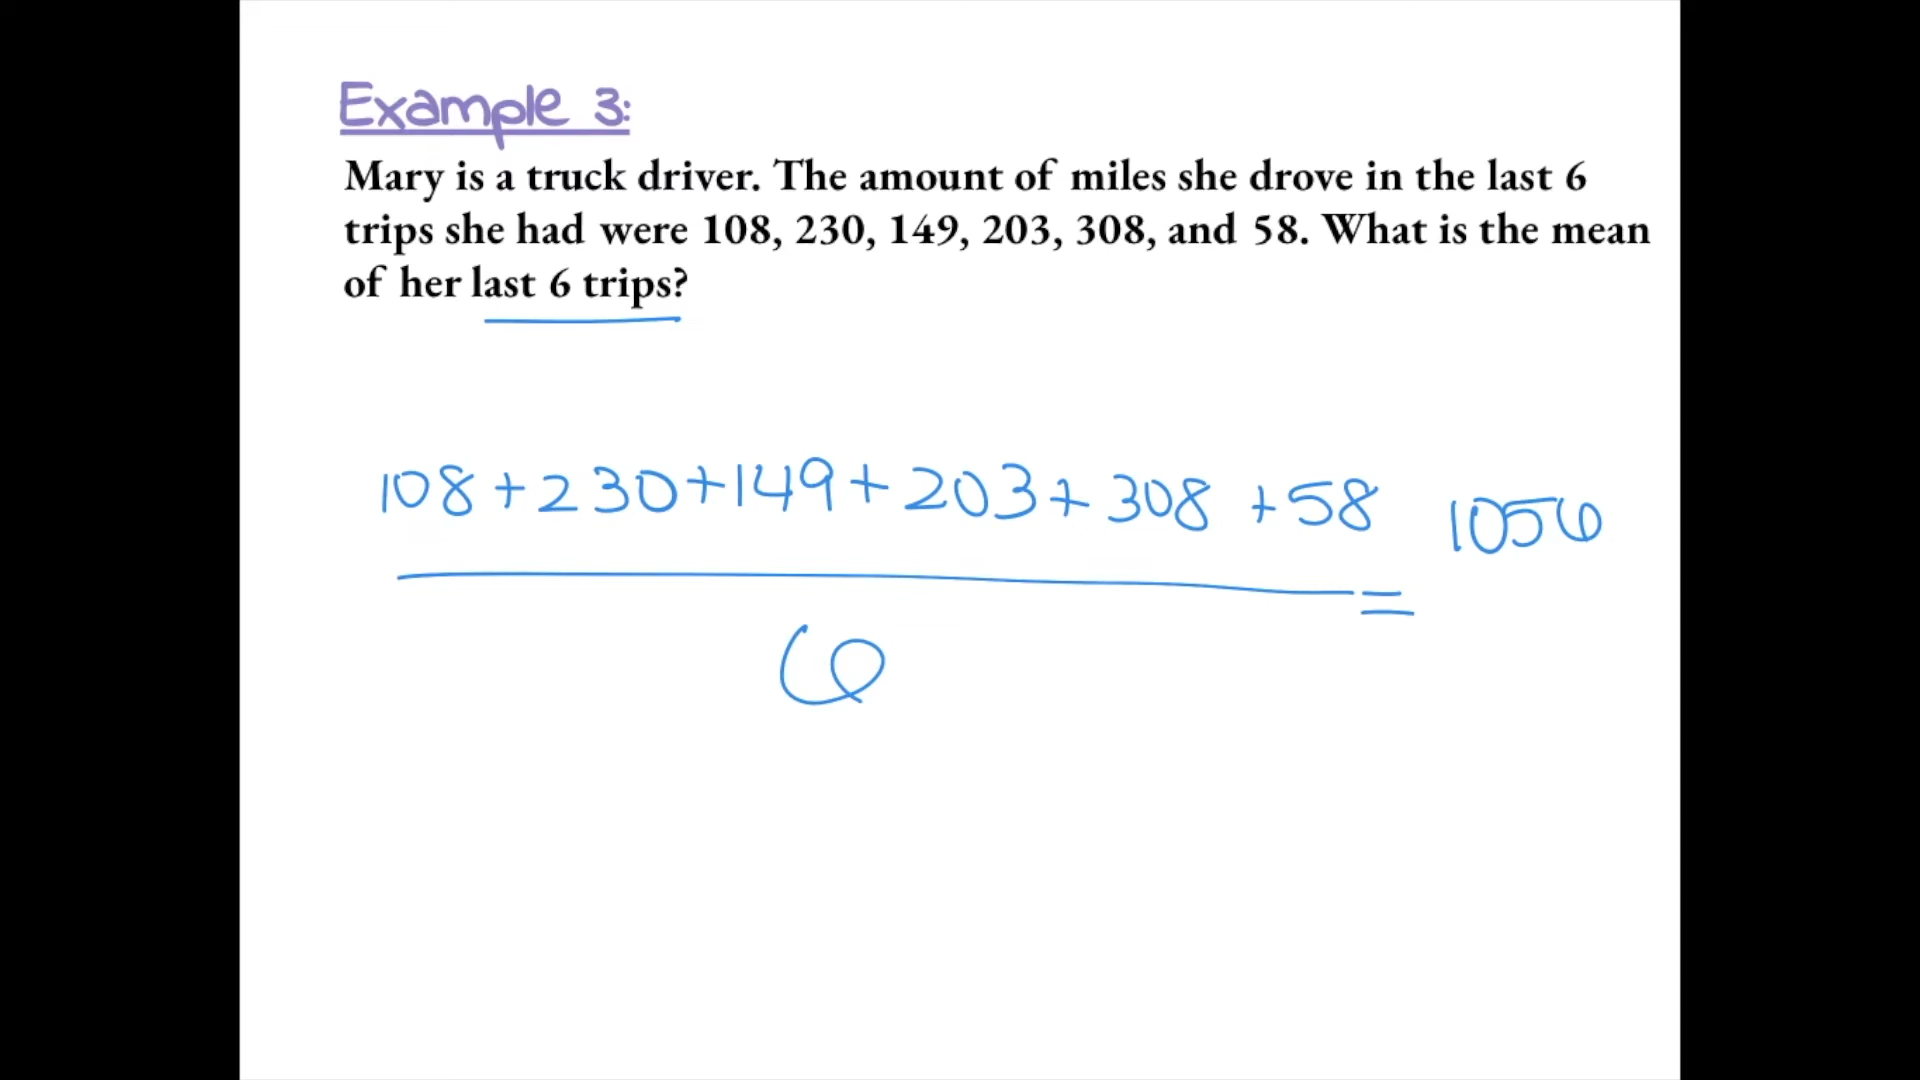 Example 3:
Mary is a truck driver. The amount of miles she drove in the last 6
trips she had were 108, 230, 149, 203, 308, and 58. What is the mean
of her last 6 trips?
108+230+149+203+308+58
= 1056
6